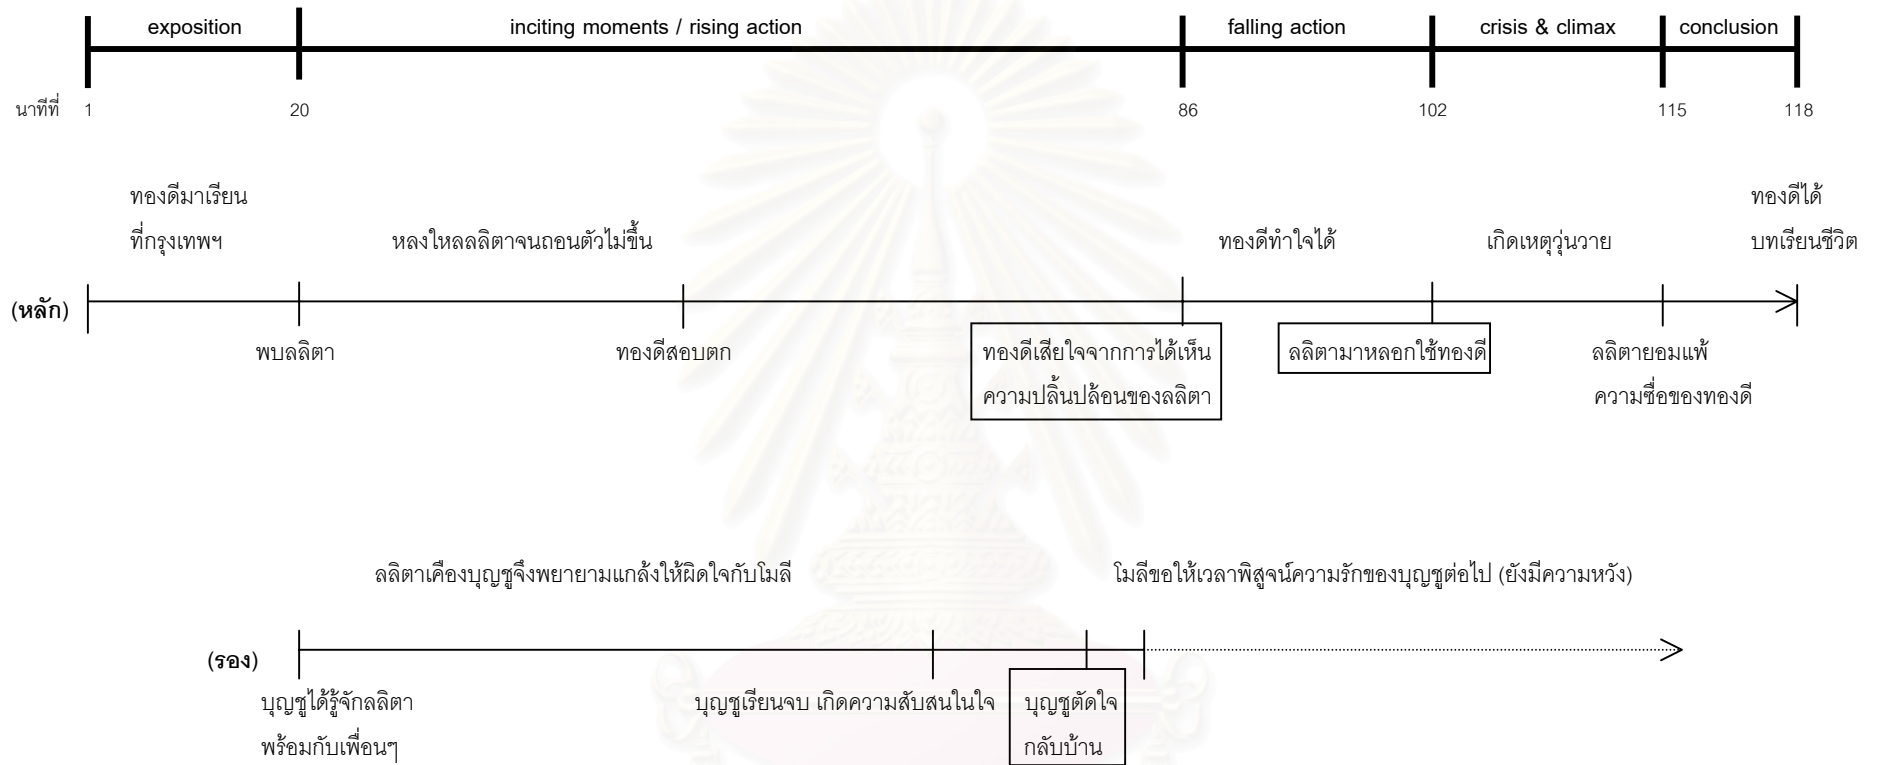 exposition
inciting moments / rising action
falling action
crisis & climax
conclusion
นาทีที่
1
20
86
102
115
118
ทองดีมาเรียน
ที่กรุงเทพฯ
หลงใหลลลิตาจนถอนตัวไม่ขึ้น
ทองดีทำใจได้
เกิดเหตุวุ่นวาย
ทองดีได้
บทเรียนชีวิต
(หลัก)
พบลลิตา
ทองดีสอบตก
ทองดีเสียใจจากการได้เห็น
ความปลิ้นปล้อนของลลิตา
ลลิตามาหลอกใช้ทองดี
ลลิตายอมแพ้
ความซื่อของทองดี
ลลิตาเคืองบุญชูจึงพยายามแกล้งให้ผิดใจกับโมลี
โมลีขอให้เวลาพิสูจน์ความรักของบุญชูต่อไป (ยังมีความหวัง)
(รอง)
บุญชูได้รู้จักลลิตา
พร้อมกับเพื่อนๆ
บุญชูเรียนจบ เกิดความสับสนในใจ
บุญชูตัดใจ
กลับบ้าน